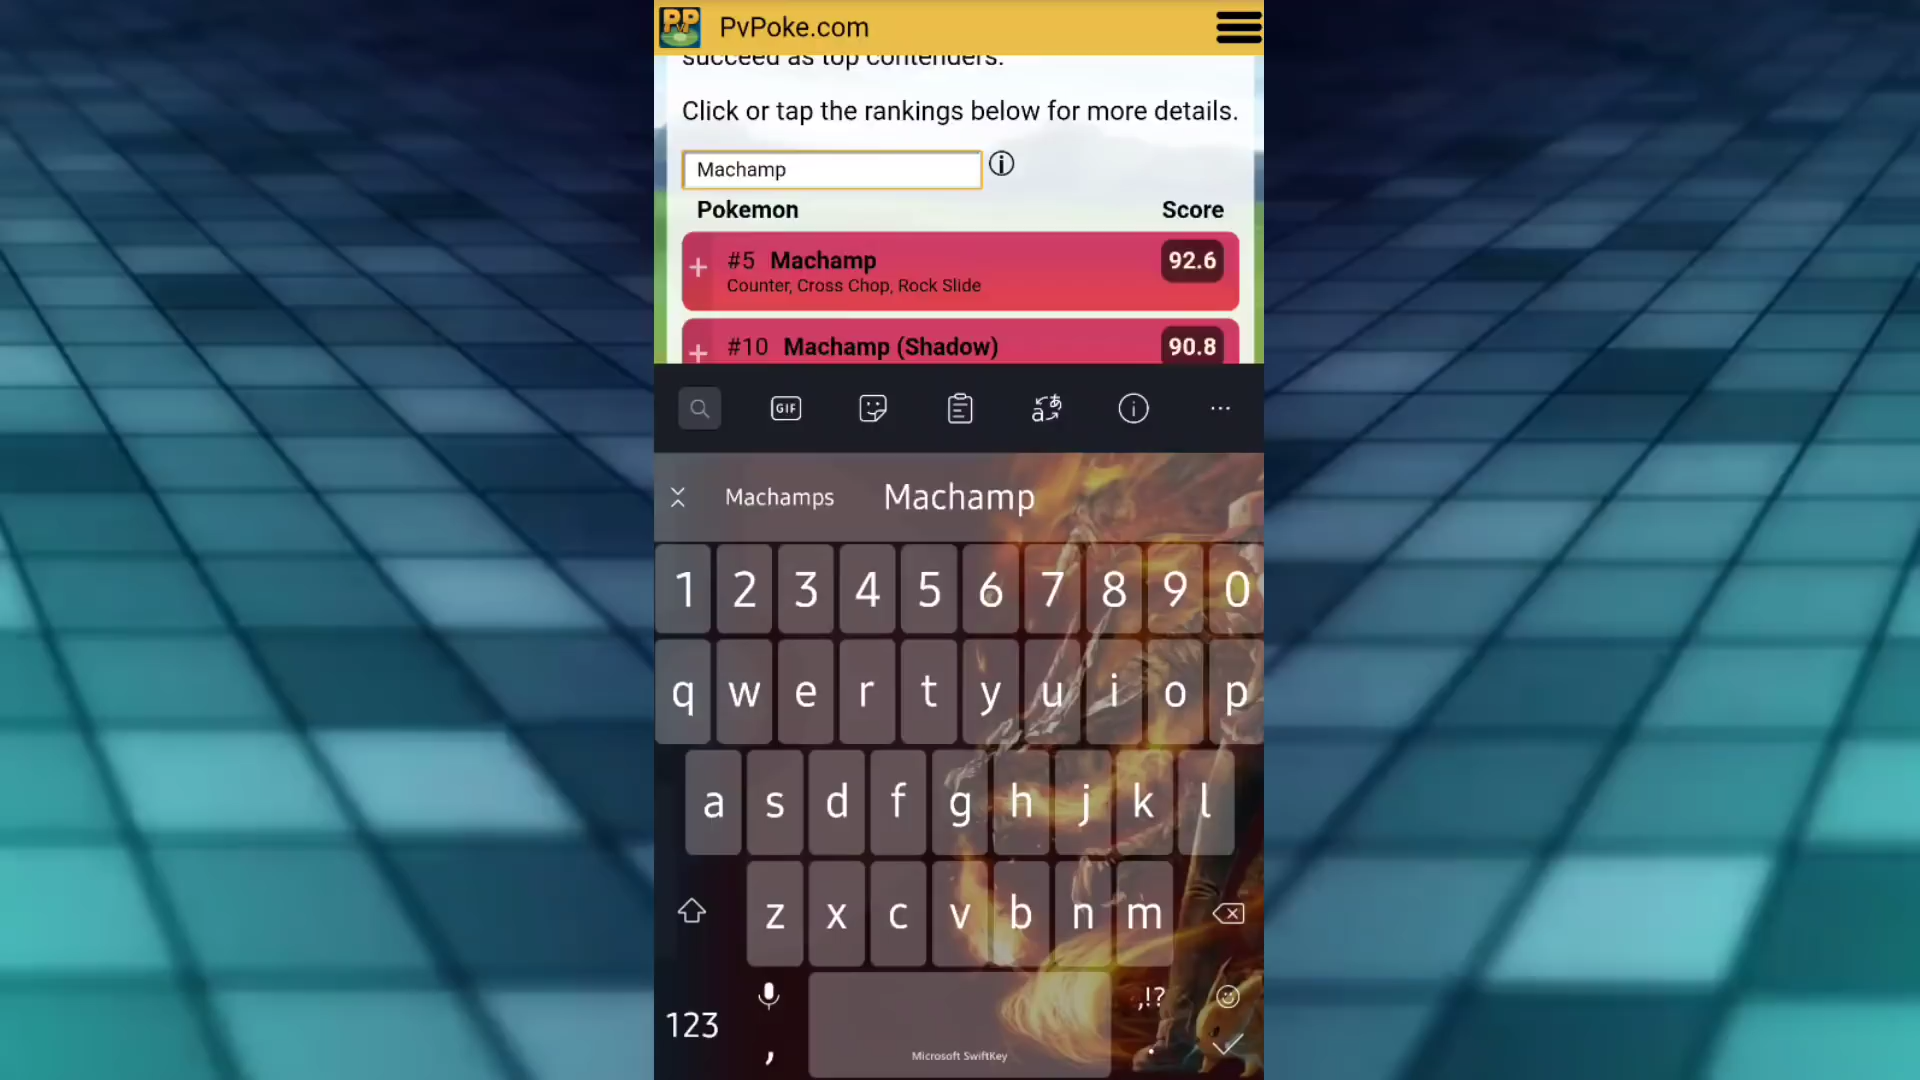 PP PvPoke.com
succeed as top contenders.
Click or tap the rankings below for more details.
Machamp
Pokemon Score
+ #5 Machamp 92.6
Counter, Cross Chop, Rock Slide
+ #10 Machamp (Shadow) 90.8
GIF
Machamps Machamp
1 2 3 4 5 6 7 8 9 0
q w e r t y u i o p
a s d f g h j k l
z x c v b n m
,!?
123
, Microsoft SwiftKey .